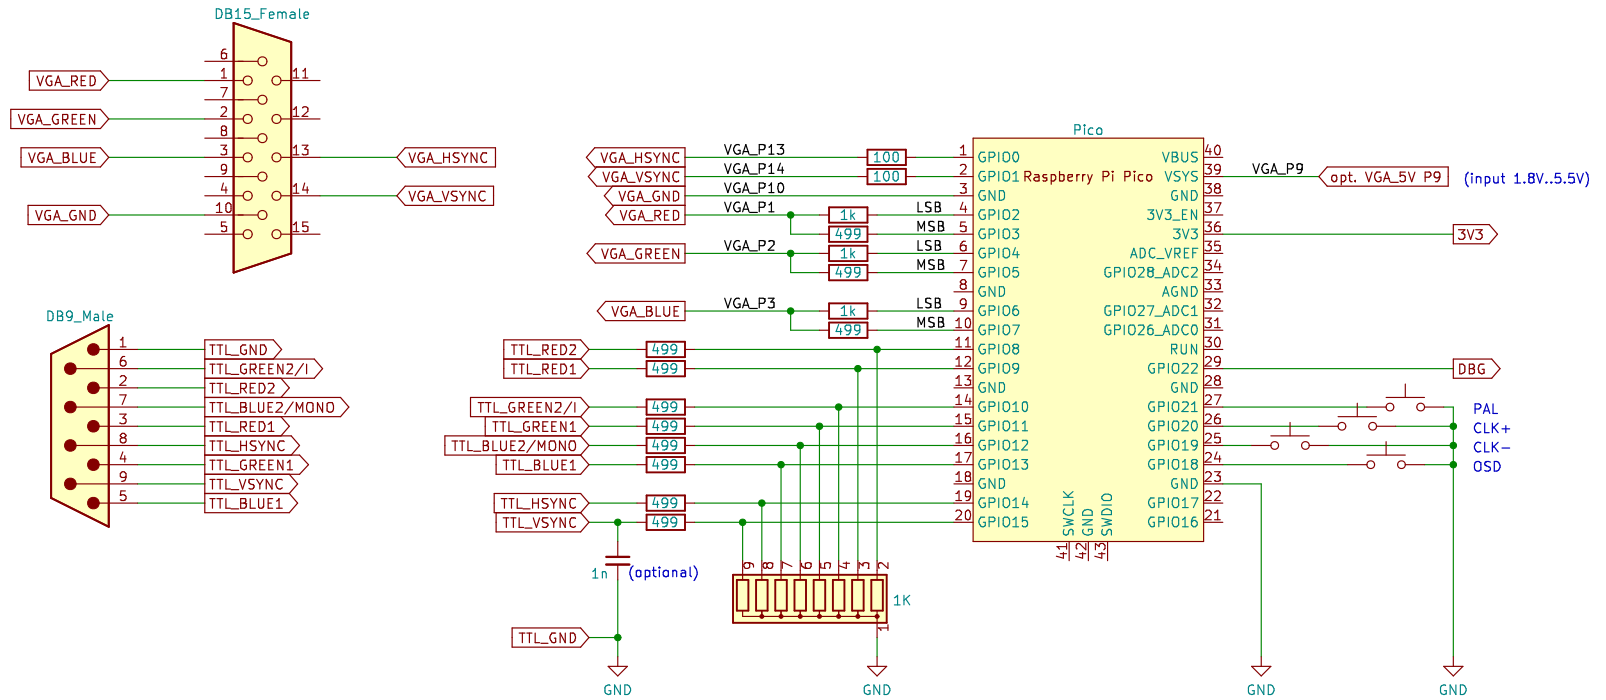 DB15_Female
6
1
7
2
8
3
9
4
10
5
11
12
13
14
15
VGA_RED
VGA_GREEN
VGA_BLUE
VGA_GND
VGA_HSYNC
VGA_VSYNC
DB9_Male
1 TTL_GND
6 TTL_GREEN2/I
2 TTL_RED2
7 TTL_BLUE2/MONO
3 TTL_RED1
8 TTL_HSYNC
4 TTL_GREEN1
9 TTL_VSYNC
5 TTL_BLUE1
Pico
Raspberry Pi Pico
VGA_HSYNC VGA_P13 100 1 GPIO0
VGA_VSYNC VGA_P14 100 2 GPIO1
VGA_GND VGA_P10 3 GND
VGA_RED VGA_P1 1k LSB 4 GPIO2
499 MSB 5 GPIO3
VGA_GREEN VGA_P2 1k LSB 6 GPIO4
499 MSB 7 GPIO5
8 GND
VGA_BLUE VGA_P3 1k LSB 9 GPIO6
499 MSB 10 GPIO7
TTL_RED2 499 11 GPIO8
TTL_RED1 499 12 GPIO9
13 GND
TTL_GREEN2/I 499 14 GPIO10
TTL_GREEN1 499 15 GPIO11
TTL_BLUE2/MONO 499 16 GPIO12
TTL_BLUE1 499 17 GPIO13
18 GND
TTL_HSYNC 499 19 GPIO14
TTL_VSYNC 499 20 GPIO15
VBUS 40
VSYS 39 VGA_P9 opt. VGA_5V P9 (input 1.8V..5.5V)
GND 38
3V3_EN 37
3V3 36 3V3
ADC_VREF 35
GPIO28_ADC2 34
AGND 33
GPIO27_ADC1 32
GPIO26_ADC0 31
RUN 30
GPIO22 29 DBG
GND 28
GPIO21 27 PAL
GPIO20 26 CLK+
GPIO19 25 CLK-
GPIO18 24 OSD
GND 23
GPIO17 22
GPIO16 21
SWCLK 41
GND 42
SWDIO 43
1n (optional)
9 8 7 6 5 4 3 2
1K
1
TTL_GND
GND
GND
GND
GND